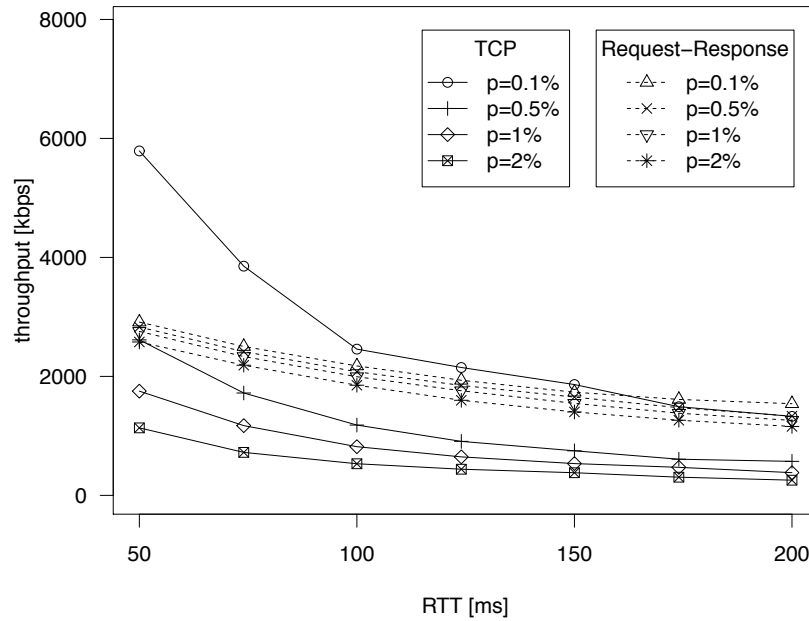 8000
6000
4000
2000
0
throughput [kbps]
50
100
150
200
RTT [ms]
TCP
p=0.1%
p=0.5%
p=1%
p=2%
Request−Response
p=0.1%
p=0.5%
p=1%
p=2%